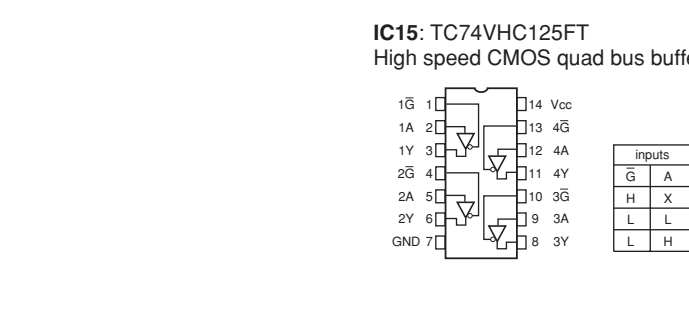 IC15: TC74VHC125FT
High speed CMOS quad bus buffe
1G̅ 1 14 Vcc
1A 2 13 4G̅
1Y 3 12 4A
2G̅ 4 11 4Y
2A 5 10 3G̅
2Y 6 9 3A
GND 7 8 3Y
inputs
G̅ A
H X
L L
L H